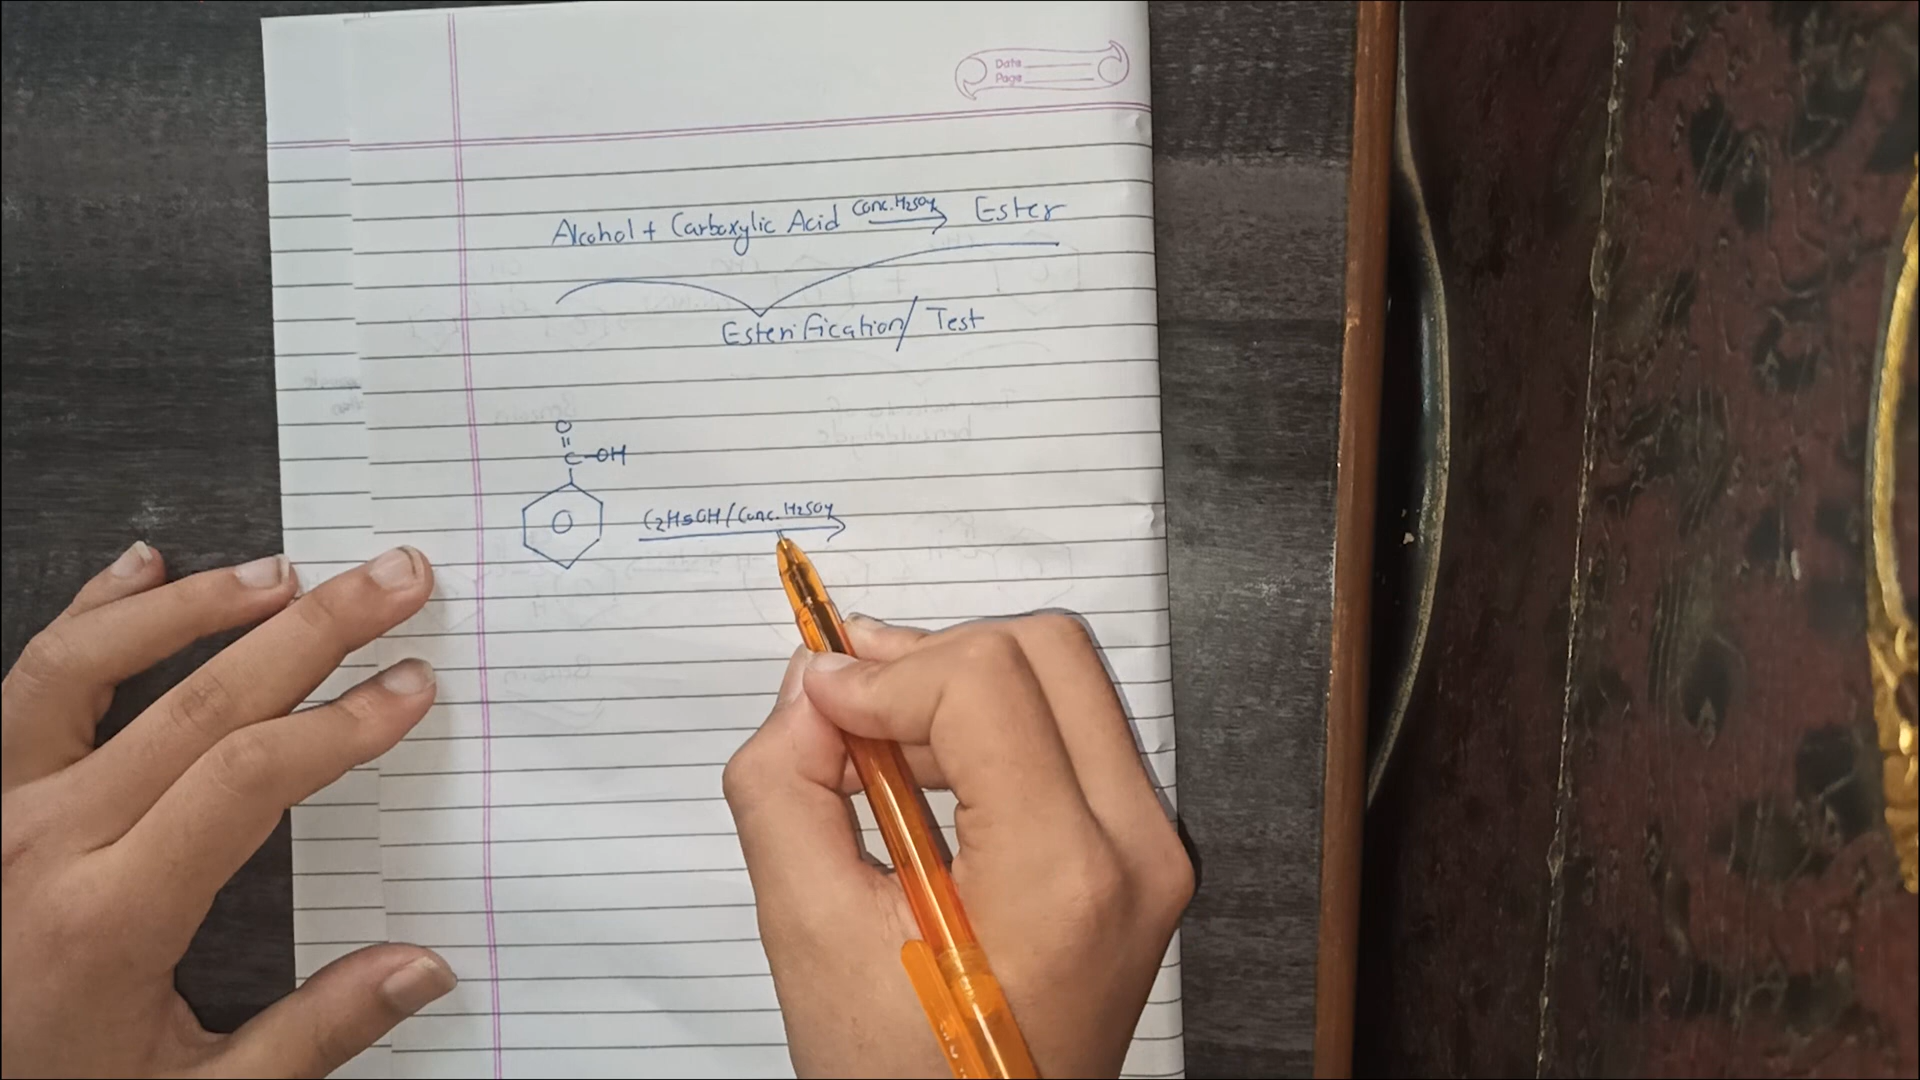 Date
Page
Alcohol + Carboxylic Acid Conc. H2SO4 Ester
Esterification/Test
O
C-OH
C2H5OH/Conc. H2SO4